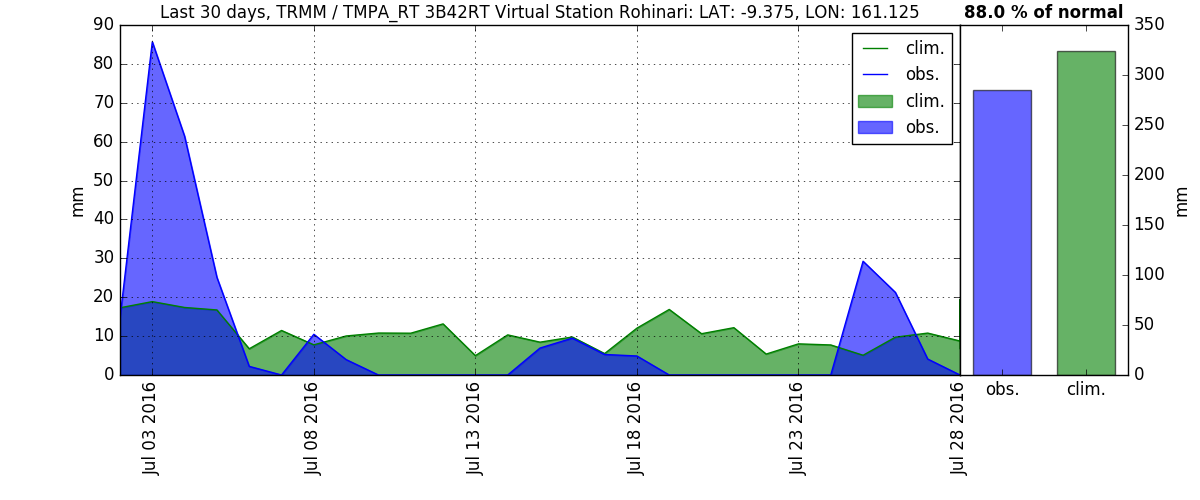 Last 30 days, TRMM / TMPA_RT 3B42RT Virtual Station Rohinari: LAT: -9.375, LON: 161.125
88.0 % of normal
90
80
70
60
50
40
30
20
10
0
mm
clim.
obs.
clim.
obs.
Jul 03 2016
Jul 08 2016
Jul 13 2016
Jul 18 2016
Jul 23 2016
Jul 28 2016
350
300
250
200
150
100
50
0
mm
obs.
clim.